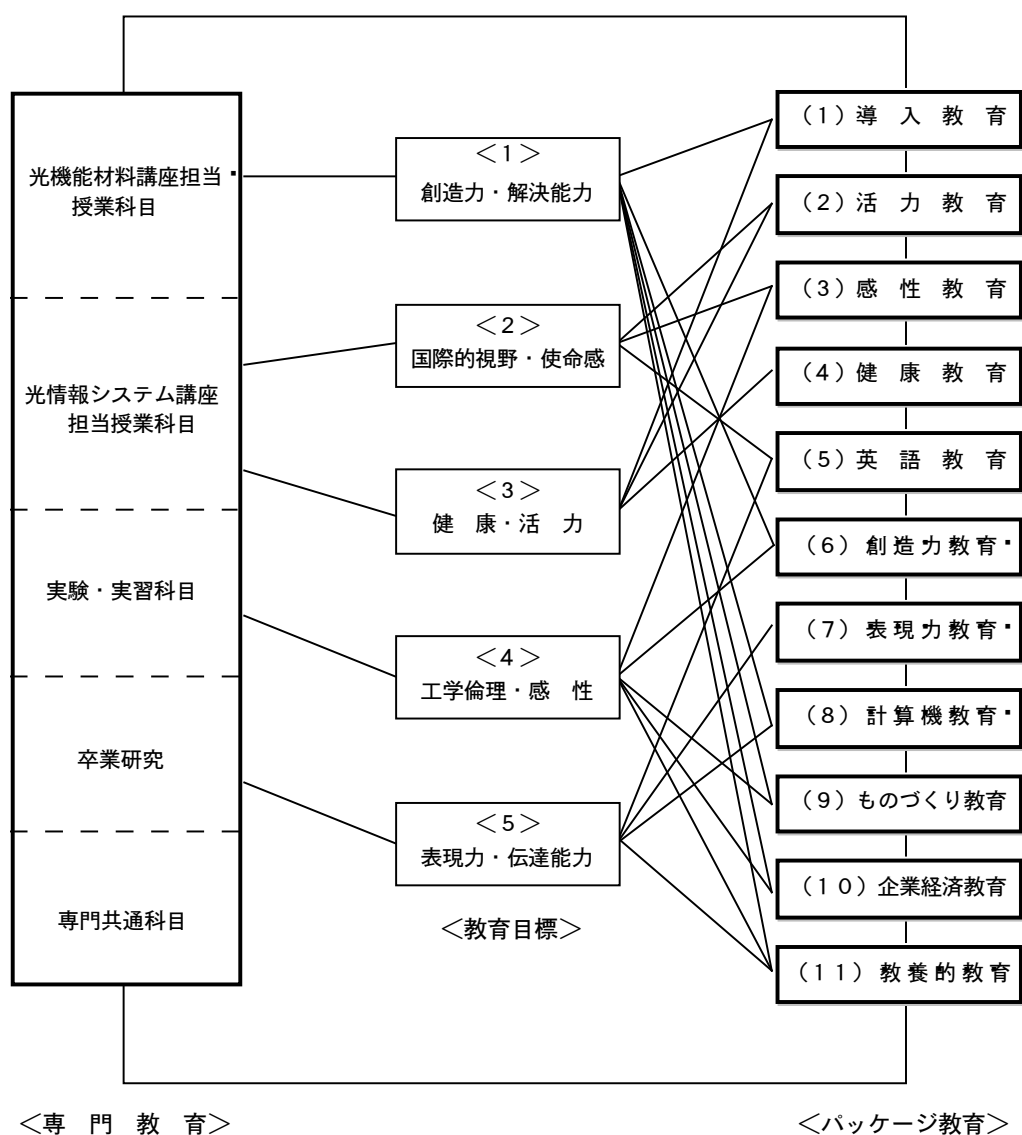 光機能材料講座担当
授業科目
光情報システム講座
担当授業科目
実験・実習科目
卒業研究
専門共通科目
＜専　門　教　育＞
＜１＞
創造力・解決能力
＜２＞
国際的視野・使命感
＜３＞
健　康・活　力
＜４＞
工学倫理・感　性
＜５＞
表現力・伝達能力
＜教育目標＞
（１）導　入　教　育
（２）活　力　教　育
（３）感　性　教　育
（４）健　康　教　育
（５）英　語　教　育
（６）創造力教育
（７）表現力教育
（８）計算機教育
（９）ものづくり教育
（１０）企業経済教育
（１１）教養的教育
＜パッケージ教育＞